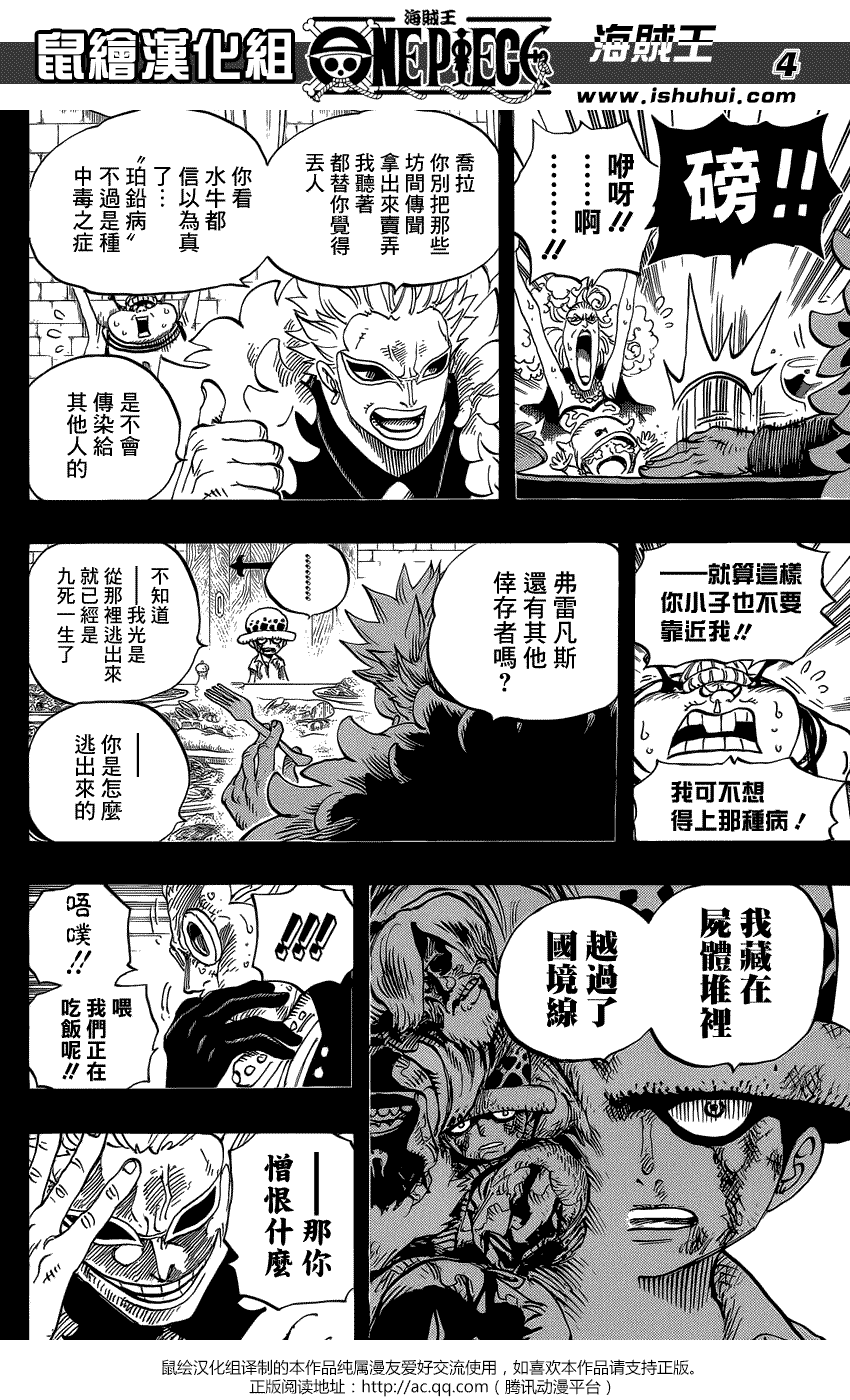 鼠繪漢化組
海賊王
ONE PIECE
海賊王
4
www.ishuhui.com
磅!!
咿呀!!
………啊
………!!
喬拉
你別把那些
坊間傳聞
拿出來賣弄
我聽著
都替你覺得
丟人
你看
水牛都
信以為真
了…
〝珀鉛病〞
不過是種
中毒之症
是不會
傳染給
其他人的
——就算這樣
你小子也不要
靠近我!!
我可不想
得上那種病!
弗雷凡斯
還有其他
倖存者嗎?
………
不知道
——我光是
從那裡逃出來
就已經是
九死一生了
——
你是怎麼
逃出來的
我藏在
屍體堆裡
越過了
國境線
!!!
唔噗!!
喂
我們正在
吃飯呢!!
——那你
憎恨什麼
鼠绘汉化组译制的本作品纯属漫友爱好交流使用，如喜欢本作品请支持正版。
正版阅读地址：http://ac.qq.com（腾讯动漫平台）